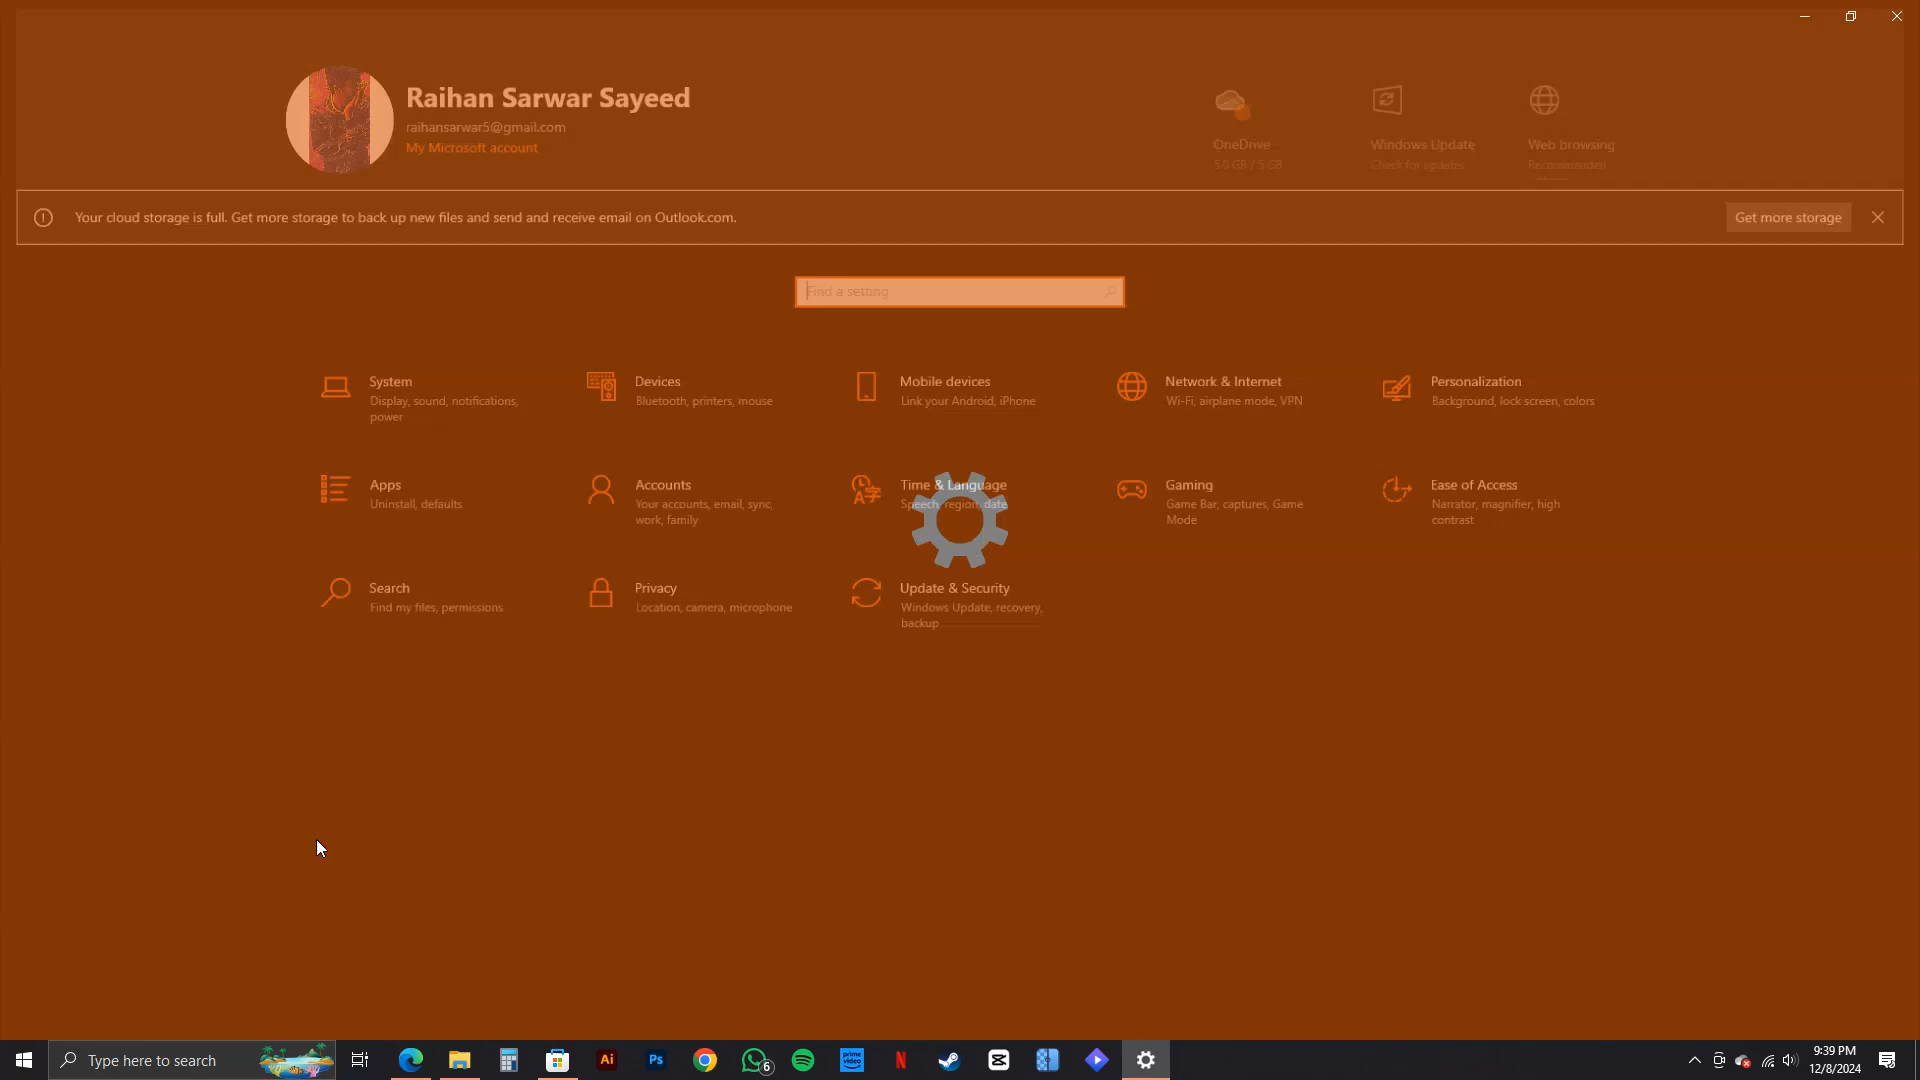 Raihan Sarwar Sayeed
raihansarwar5@gmail.com
My Microsoft account
OneDrive
5.0 GB / 5 GB
Windows Update
Check for updates
Web browsing
Recommended
Your cloud storage is full. Get more storage to back up new files and send and receive email on Outlook.com.
Get more storage
Find a setting
System
Display, sound, notifications,
power
Devices
Bluetooth, printers, mouse
Mobile devices
Link your Android, iPhone
Network & Internet
Wi-Fi, airplane mode, VPN
Personalization
Background, lock screen, colors
Apps
Uninstall, defaults
Accounts
Your accounts, email, sync,
work, family
Time & Language
Speech, region, date
Gaming
Game Bar, captures, Game
Mode
Ease of Access
Narrator, magnifier, high
contrast
Search
Find my files, permissions
Privacy
Location, camera, microphone
Update & Security
Windows Update, recovery,
backup
Type here to search
Ai
Ps
6
prime video
N
9:39 PM
12/8/2024